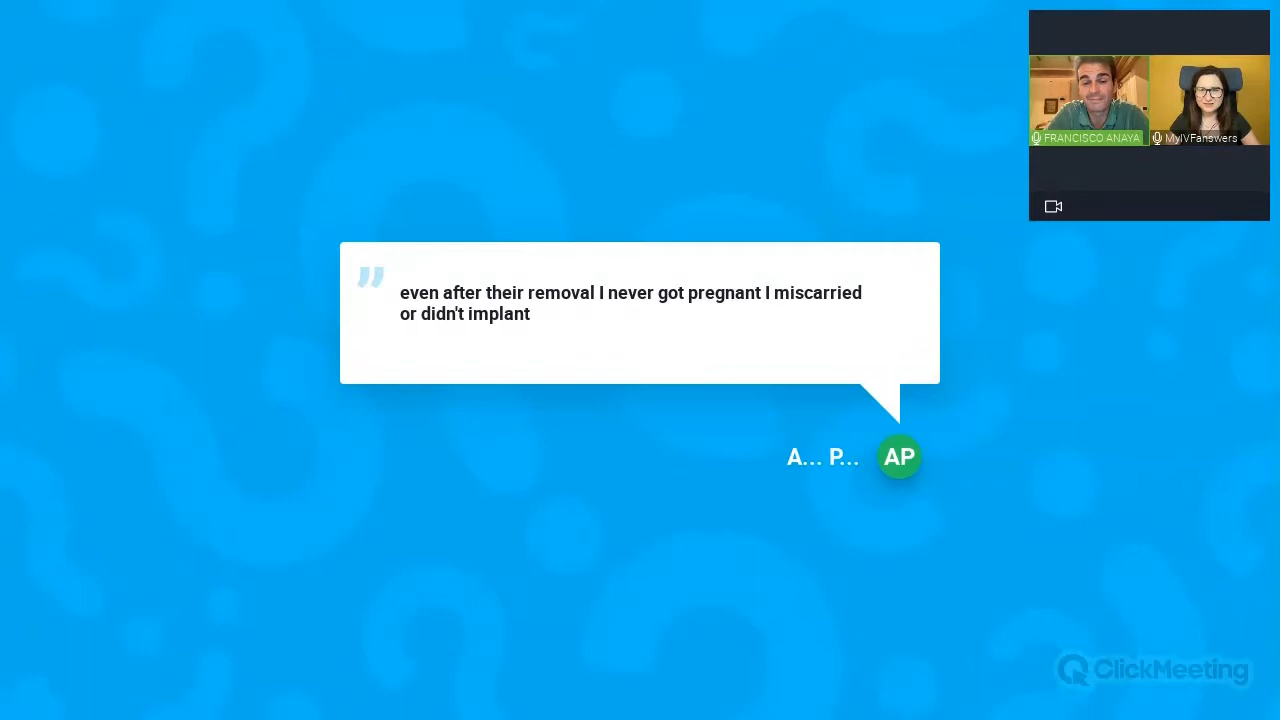 FRANCISCO ANAYA
MyIVFanswers
even after their removal I never got pregnant I miscarried
or didn't implant
A... P...
AP
ClickMeeting